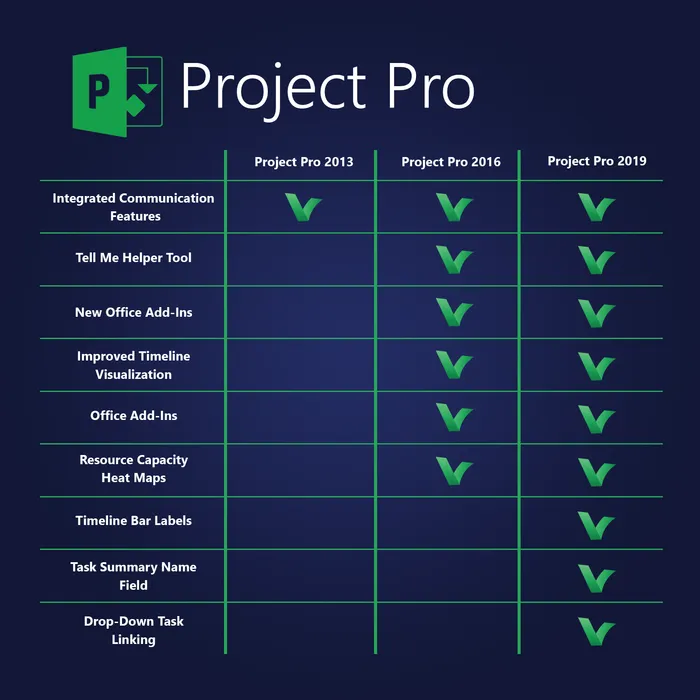 P
Project Pro
Project Pro 2013 Project Pro 2016 Project Pro 2019
Integrated Communication
Features
Tell Me Helper Tool
New Office Add-Ins
Improved Timeline
Visualization
Office Add-Ins
Resource Capacity
Heat Maps
Timeline Bar Labels
Task Summary Name
Field
Drop-Down Task
Linking